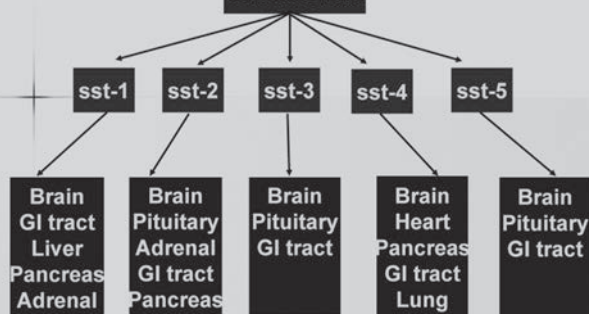 sst-1
sst-2
sst-3
sst-4
sst-5
Brain
GI tract
Liver
Pancreas
Adrenal
Brain
Pituitary
Adrenal
GI tract
Pancreas
Brain
Pituitary
GI tract
Brain
Heart
Pancreas
GI tract
Lung
Brain
Pituitary
GI tract